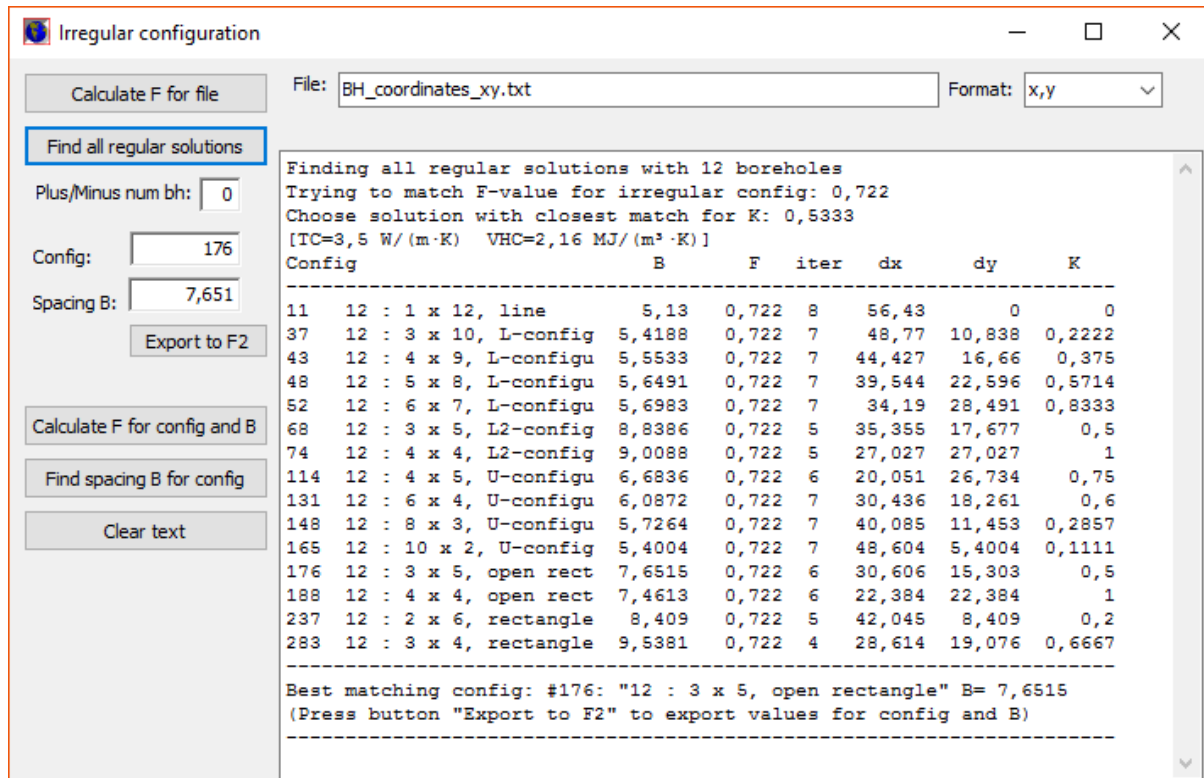 Irregular configuration
Calculate F for file
File: BH_coordinates_xy.txt Format: x,y
Find all regular solutions
Plus/Minus num bh: 0
Config: 176
Spacing B: 7,651
Export to F2
Calculate F for config and B
Find spacing B for config
Clear text
Finding all regular solutions with 12 boreholes
Trying to match F-value for irregular config: 0,722
Choose solution with closest match for K: 0,5333
[TC=3,5 W/(m·K) VHC=2,16 MJ/(m³·K)]
Config B F iter dx dy K
--------------------------------------------------------------------------------
11 12 : 1 x 12, line 5,13 0,722 8 56,43 0 0
37 12 : 3 x 10, L-config 5,4188 0,722 7 48,77 10,838 0,2222
43 12 : 4 x 9, L-configu 5,5533 0,722 7 44,427 16,66 0,375
48 12 : 5 x 8, L-configu 5,6491 0,722 7 39,544 22,596 0,5714
52 12 : 6 x 7, L-configu 5,6983 0,722 7 34,19 28,491 0,8333
68 12 : 3 x 5, L2-config 8,8386 0,722 5 35,355 17,677 0,5
74 12 : 4 x 4, L2-config 9,0088 0,722 5 27,027 27,027 1
114 12 : 4 x 5, U-configu 6,6836 0,722 6 20,051 26,734 0,75
131 12 : 6 x 4, U-configu 6,0872 0,722 7 30,436 18,261 0,6
148 12 : 8 x 3, U-configu 5,7264 0,722 7 40,085 11,453 0,2857
165 12 : 10 x 2, U-config 5,4004 0,722 7 48,604 5,4004 0,1111
176 12 : 3 x 5, open rect 7,6515 0,722 6 30,606 15,303 0,5
188 12 : 4 x 4, open rect 7,4613 0,722 6 22,384 22,384 1
237 12 : 2 x 6, rectangle 8,409 0,722 5 42,045 8,409 0,2
283 12 : 3 x 4, rectangle 9,5381 0,722 4 28,614 19,076 0,6667
--------------------------------------------------------------------------------
Best matching config: #176: "12 : 3 x 5, open rectangle" B= 7,6515
(Press button "Export to F2" to export values for config and B)
--------------------------------------------------------------------------------